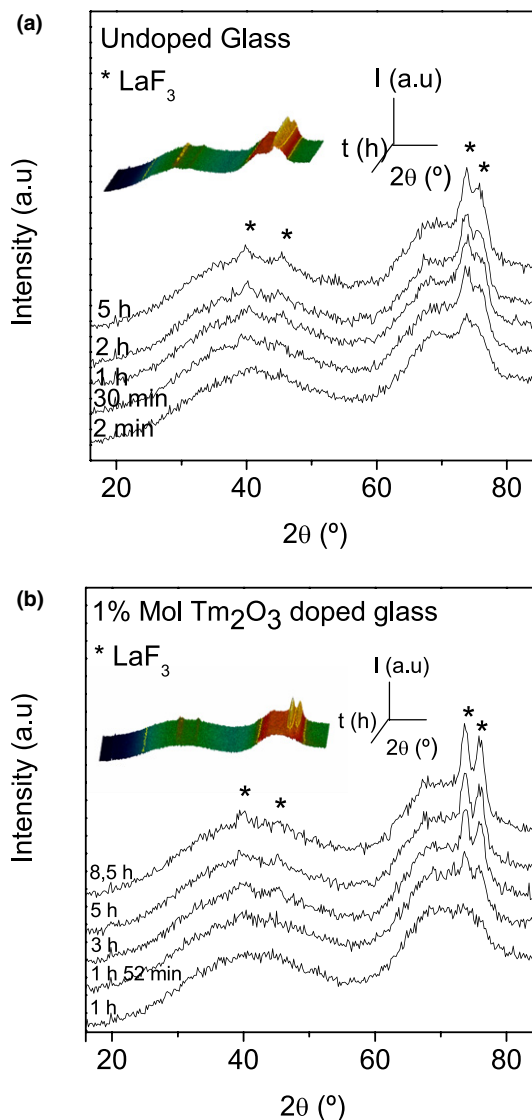 (a)
Undoped Glass
* LaF3
I (a.u)
t (h)
2θ (º)
* *
* *
5 h
2 h
1 h
30 min
2 min
Intensity (a.u)
20 40 60 80
2θ (º)
(b)
1% Mol Tm2O3 doped glass
* LaF3
I (a.u)
t (h)
2θ (º)
* *
* *
8,5 h
5 h
3 h
1 h 52 min
1 h
Intensity (a.u)
20 40 60 80
2θ (º)